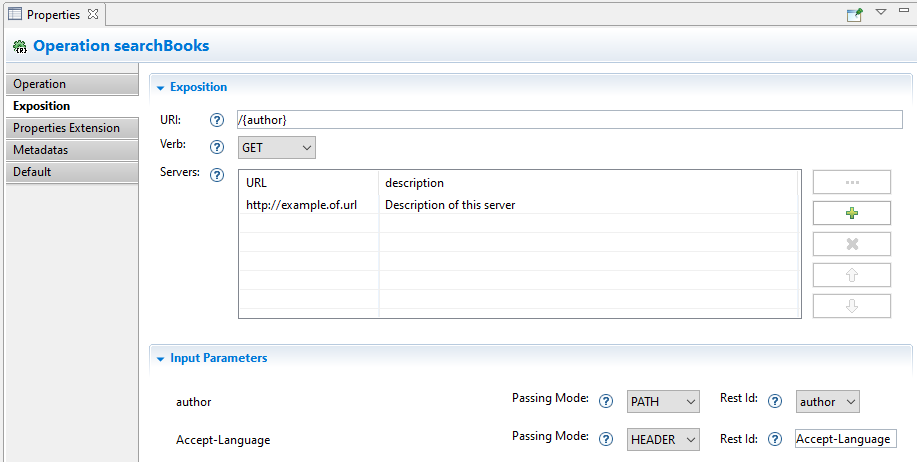 Properties
{R}
Operation searchBooks
Operation
Exposition
Properties Extension
Metadatas
Default
Exposition
URI: ? /{author}
Verb: ? GET
Servers: ?
URL description
http://example.of.url Description of this server
...
Input Parameters
author Passing Mode: ? PATH Rest Id: ? author
Accept-Language Passing Mode: ? HEADER Rest Id: ? Accept-Language